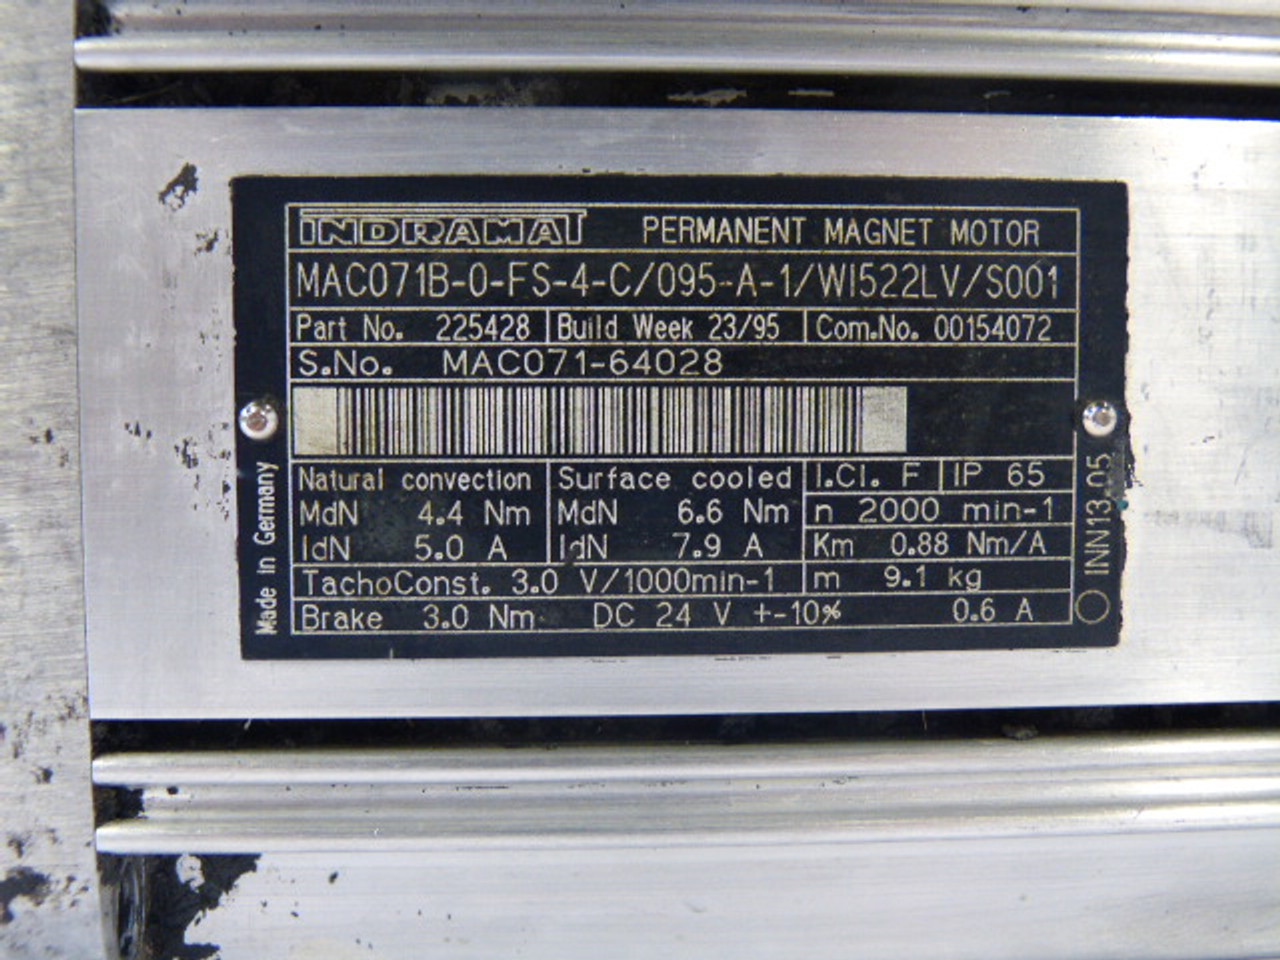 INDRAMAT PERMANENT MAGNET MOTOR
MAC071B-0-FS-4-C/095-A-1/WI522LV/S001
Part No. 225428 Build Week 23/95 Com.No. 00154072
S.No. MAC071-64028
Natural convection Surface cooled I.Cl. F IP 65
MdN 4.4 Nm MdN 6.6 Nm n 2000 min-1
IdN 5.0 A IdN 7.9 A Km 0.88 Nm/A
TachoConst. 3.0 V/1000min-1 m 9.1 kg
Brake 3.0 Nm DC 24 V +-10% 0.6 A
Made in Germany
INN13.05